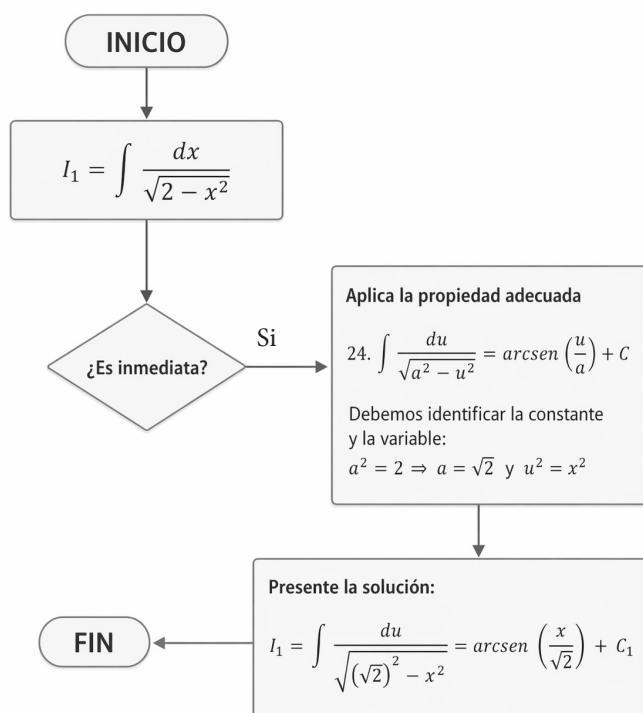 INICIO
I₁ = ∫ dx / √(2 − x²)
¿Es inmediata?
Si
Aplica la propiedad adecuada
24. ∫ du / √(a² − u²) = arcsen (u/a) + C
Debemos identificar la constante
y la variable:
a² = 2 ⇒ a = √2 y u² = x²
Presente la solución:
I₁ = ∫ du / √((√2)² − x²) = arcsen (x/√2) + C₁
FIN